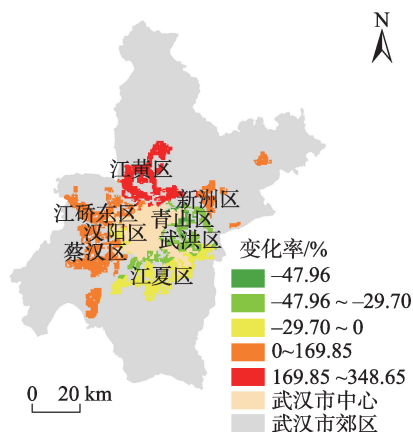 N
江黄区
新洲区
江硚东区
青山区
汉阳区
武洪区
蔡汉区
江夏区
变化率/%
–47.96
–47.96 ~ –29.70
–29.70 ~ 0
0~169.85
169.85 ~348.65
武汉市中心
武汉市郊区
0 20 km